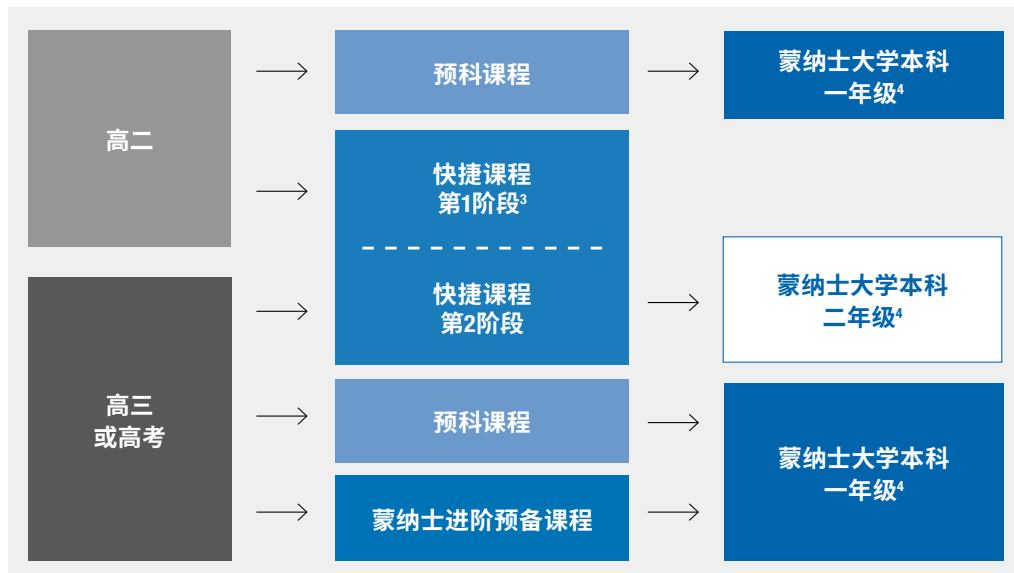 高二
预科课程
蒙纳士大学本科
一年级⁴
快捷课程
第1阶段³
快捷课程
第2阶段
蒙纳士大学本科
二年级⁴
高三
或高考
预科课程
蒙纳士进阶预备课程
蒙纳士大学本科
一年级⁴